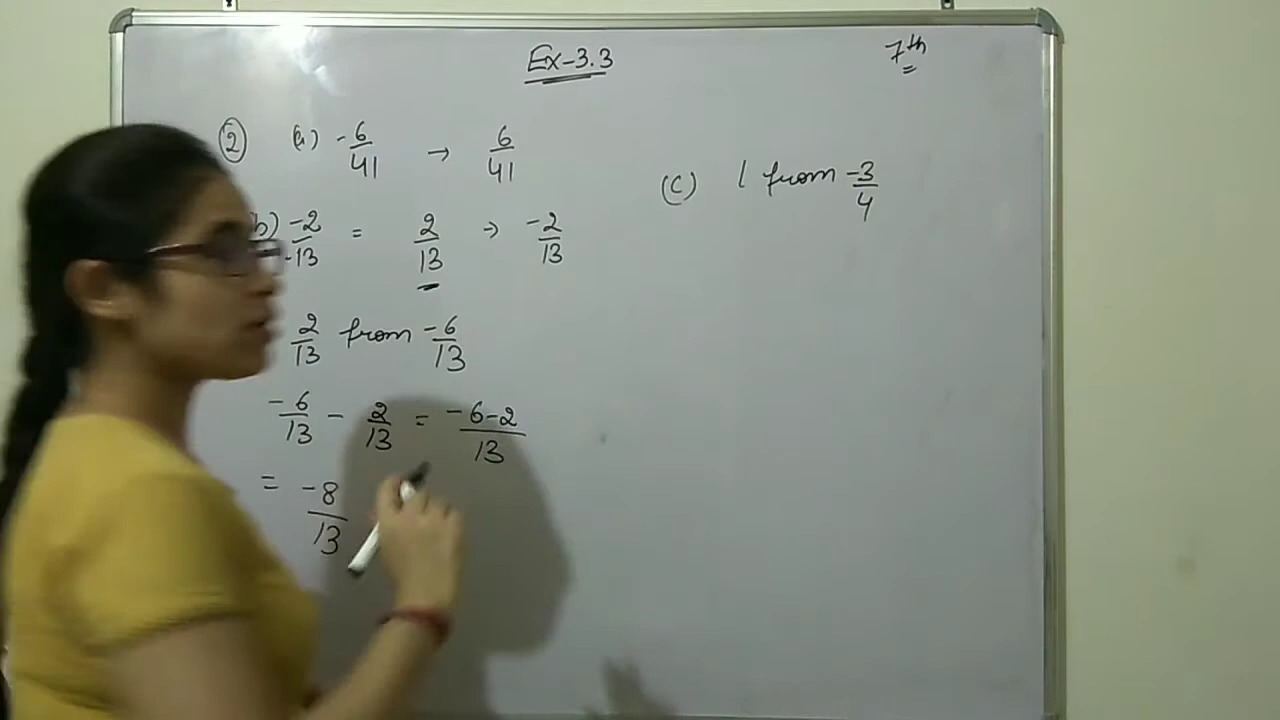 Ex-3.3
7th
② (a) -6/41 → 6/41
b) -2/-13 = 2/13 → -2/13
2/13 from -6/13
-6/13 - 2/13 = -6-2/13
= -8/13
(c) 1 from -3/4